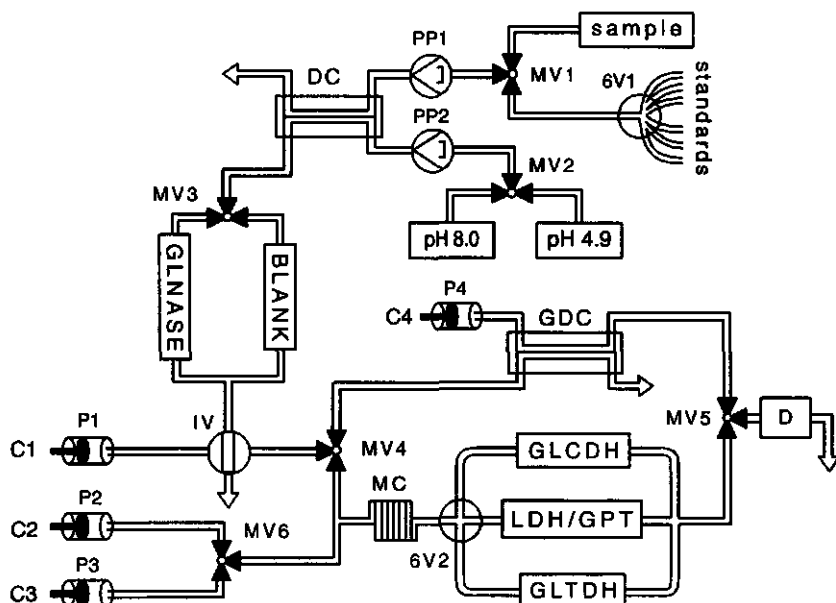 PP1
sample
DC
MV1
6V1
standards
PP2
MV2
MV3
pH 8.0
pH 4.9
GLNASE
BLANK
P4
C4
GDC
P1
IV
MV5
D
C1
MV4
GLCDH
P2
MC
C2
MV6
LDH/GPT
P3
6V2
C3
GLTDH